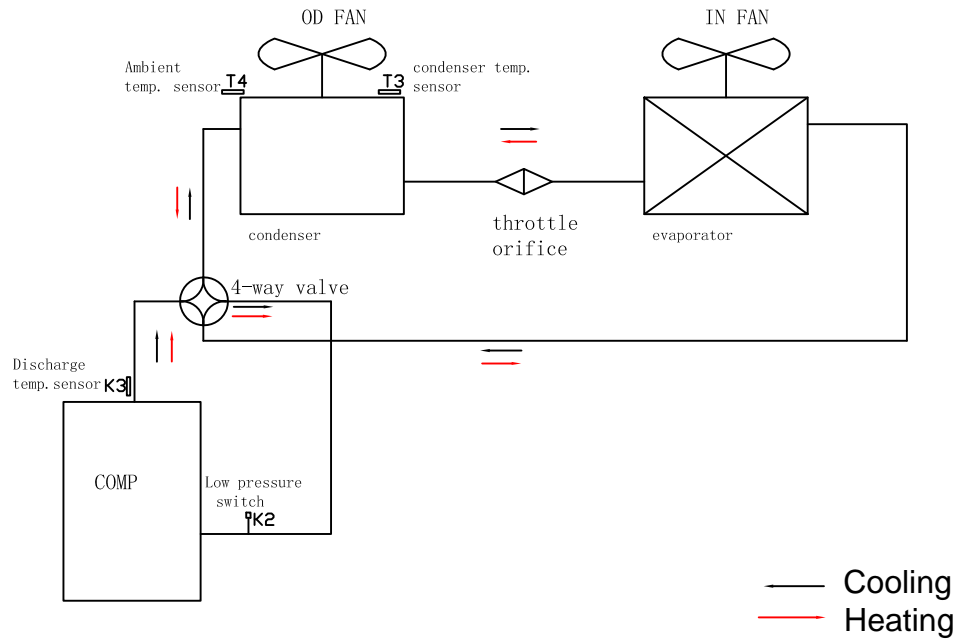 OD FAN
IN FAN
Ambient
temp. sensor
T4
T3
condenser temp.
sensor
condenser
throttle
orifice
evaporator
4-way valve
Discharge
temp.sensor
K3
COMP
Low pressure
switch
K2
Cooling
Heating